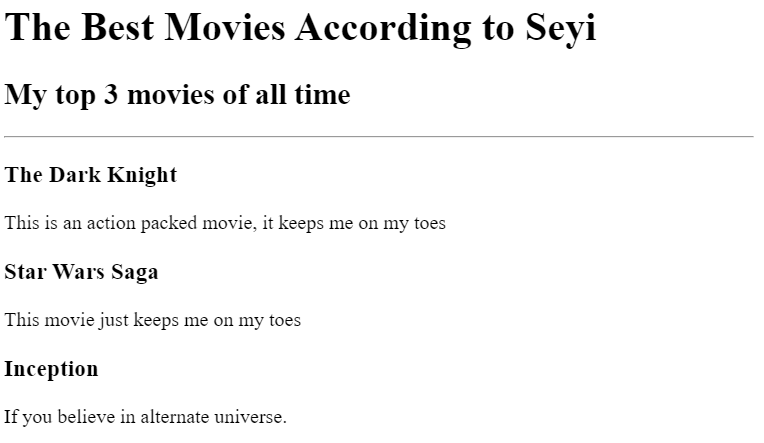 The Best Movies According to Seyi
My top 3 movies of all time
The Dark Knight
This is an action packed movie, it keeps me on my toes
Star Wars Saga
This movie just keeps me on my toes
Inception
If you believe in alternate universe.